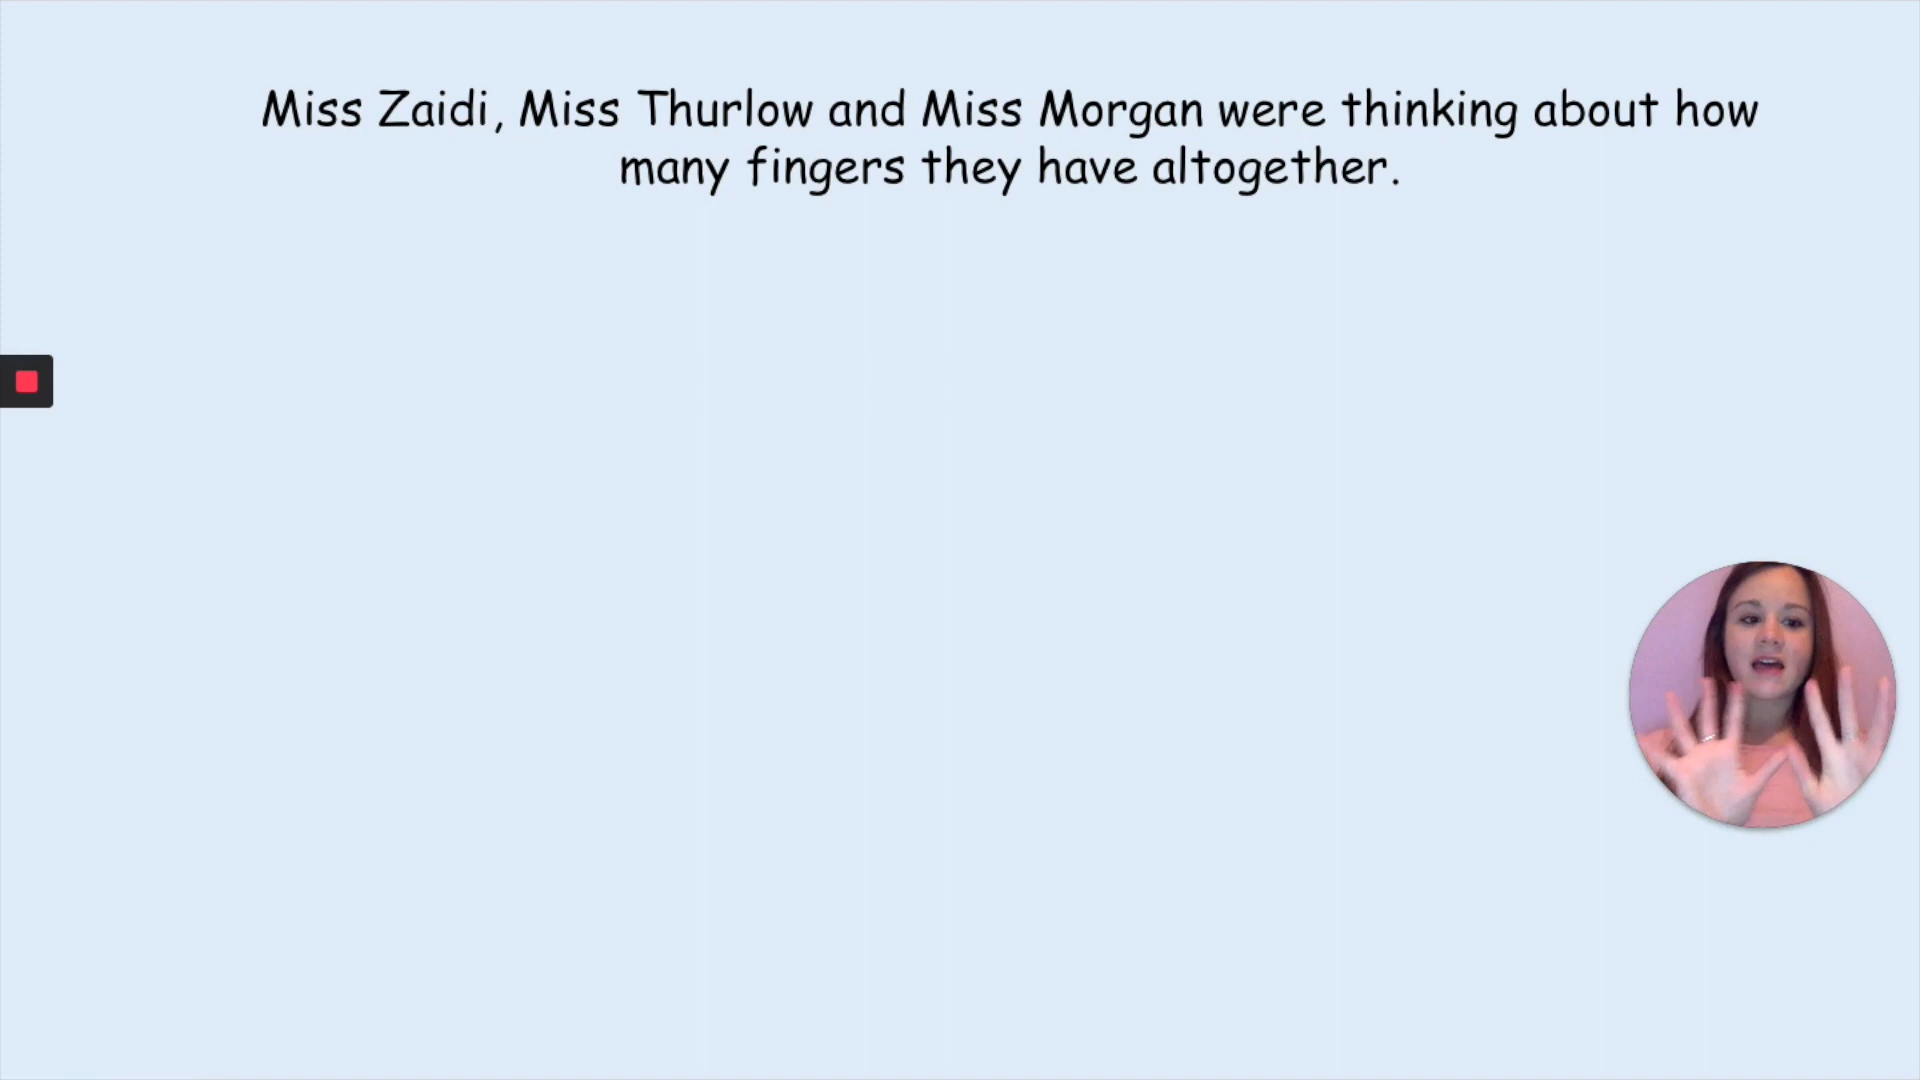 Miss Zaidi, Miss Thurlow and Miss Morgan were thinking about how
many fingers they have altogether.